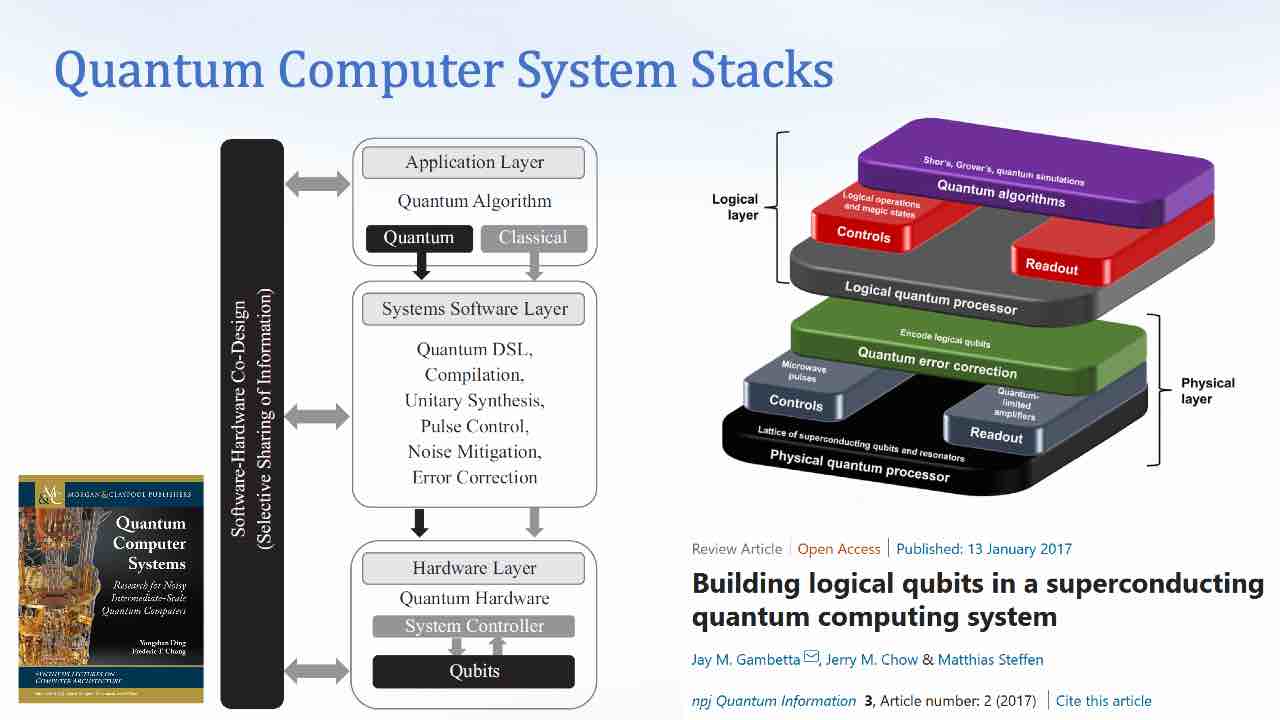 Quantum Computer System Stacks
Software-Hardware Co-Design
(Selective Sharing of Information)
Application Layer
Quantum Algorithm
Quantum Classical
Systems Software Layer
Quantum DSL,
Compilation,
Unitary Synthesis,
Pulse Control,
Noise Mitigation,
Error Correction
Hardware Layer
Quantum Hardware
System Controller
Qubits
M&C MORGAN & CLAYPOOL PUBLISHERS
Quantum
Computer
Systems
Research for Noisy
Intermediate-Scale
Quantum Computers
Yongshan Ding
Frederic T. Chong
SYNTHESIS LECTURES ON
COMPUTER ARCHITECTURE
Logical
layer
Shor's, Grover's, quantum simulations
Quantum algorithms
Logical operations
and magic states
Controls
Readout
Logical quantum processor
Encode logical qubits
Quantum error correction
Microwave
pulses
Controls
Quantum-
limited
amplifiers
Readout
Lattice of superconducting qubits and resonators
Physical quantum processor
Physical
layer
Review Article | Open Access | Published: 13 January 2017
Building logical qubits in a superconducting
quantum computing system
Jay M. Gambetta, Jerry M. Chow & Matthias Steffen
npj Quantum Information 3, Article number: 2 (2017) | Cite this article